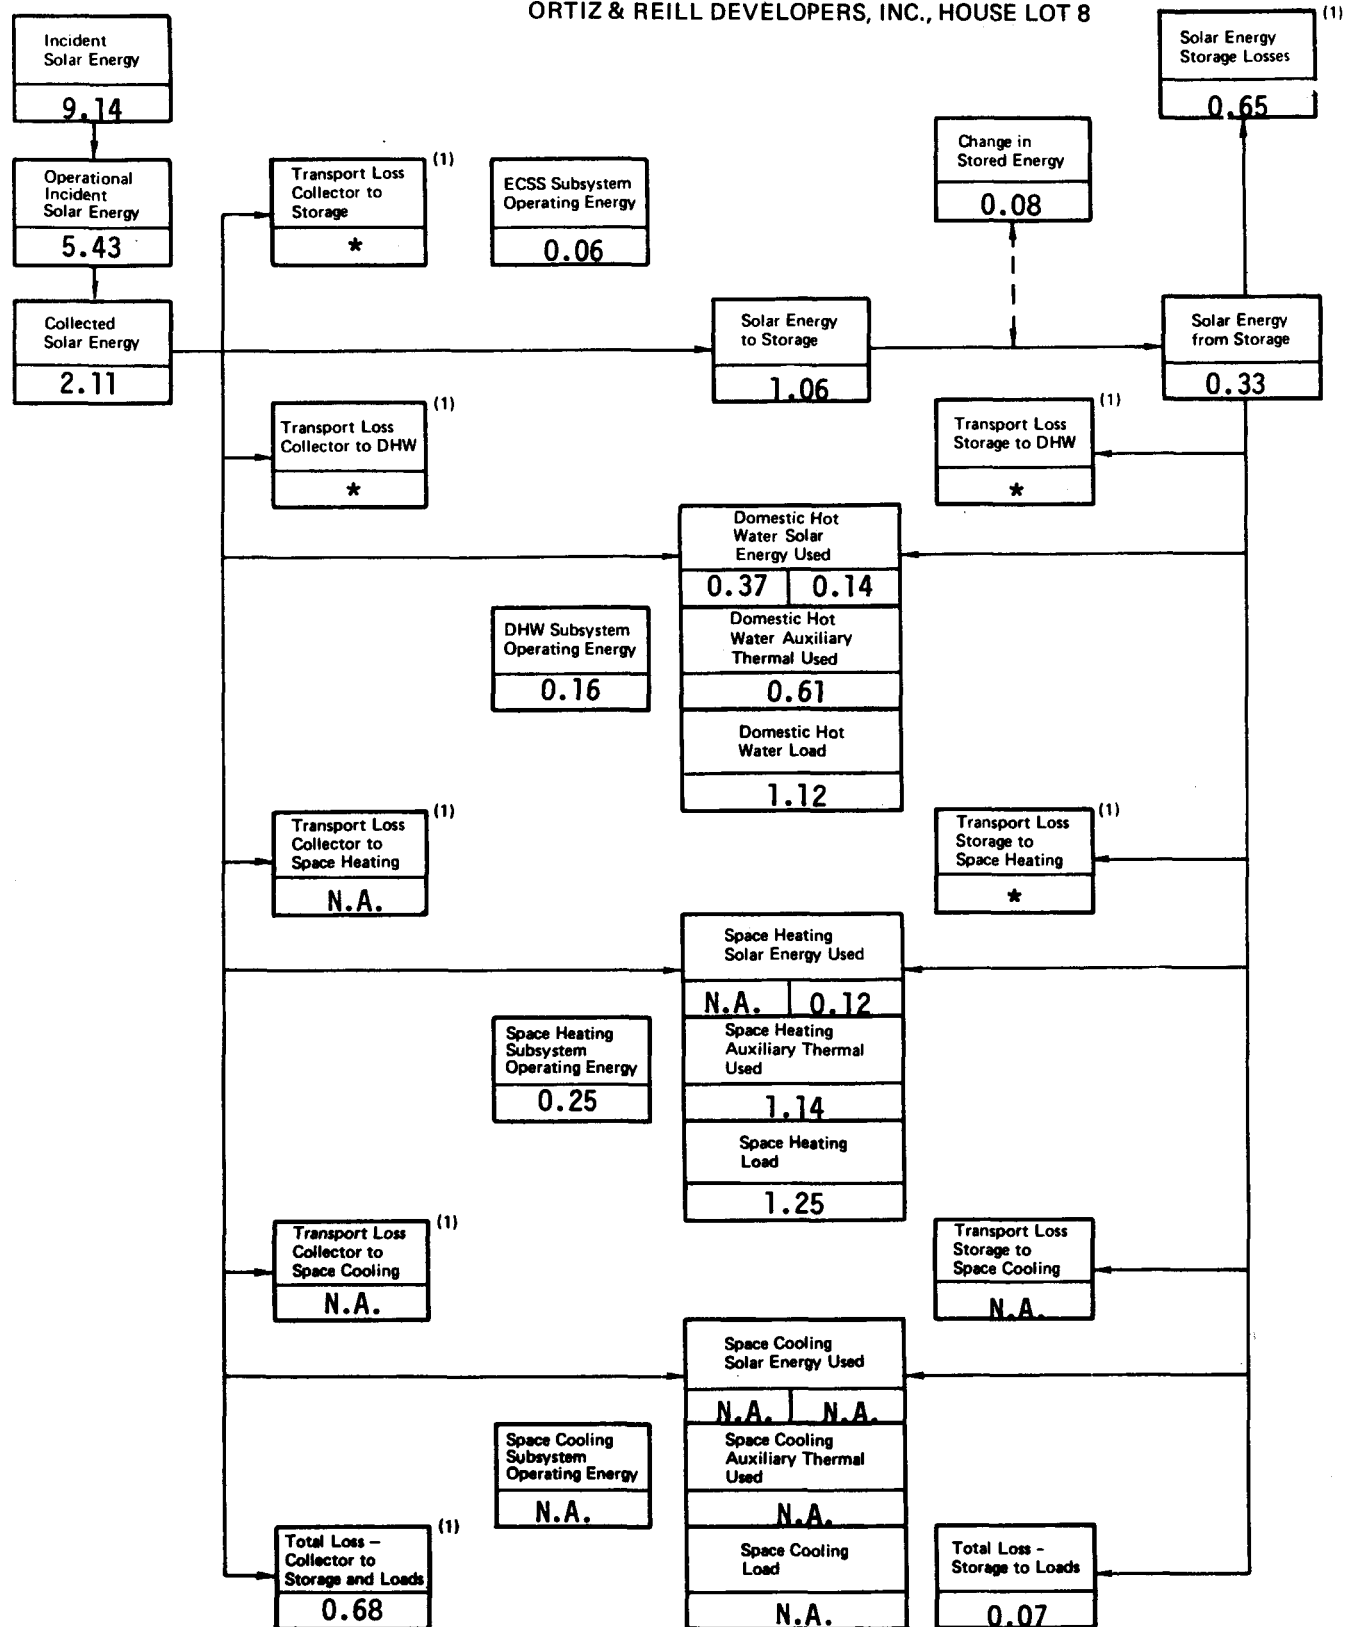 ORTIZ & REILL DEVELOPERS, INC., HOUSE LOT 8
Incident
Solar Energy
9.14
Operational
Incident
Solar Energy
5.43
Collected
Solar Energy
2.11
Transport Loss
Collector to
Storage
(1)
*
ECSS Subsystem
Operating Energy
0.06
Change in
Stored Energy
0.08
Solar Energy
Storage Losses
(1)
0.65
Solar Energy
to Storage
1.06
Solar Energy
from Storage
0.33
Transport Loss
Collector to DHW
(1)
*
Transport Loss
Storage to DHW
(1)
*
Domestic Hot
Water Solar
Energy Used
0.37 0.14
Domestic Hot
Water Auxiliary
Thermal Used
0.61
Domestic Hot
Water Load
1.12
DHW Subsystem
Operating Energy
0.16
Transport Loss
Collector to
Space Heating
(1)
N.A.
Transport Loss
Storage to
Space Heating
(1)
*
Space Heating
Solar Energy Used
N.A. 0.12
Space Heating
Auxiliary Thermal
Used
1.14
Space Heating
Load
1.25
Space Heating
Subsystem
Operating Energy
0.25
Transport Loss
Collector to
Space Cooling
(1)
N.A.
Transport Loss
Storage to
Space Cooling
N.A.
Space Cooling
Solar Energy Used
N.A. N.A.
Space Cooling
Auxiliary Thermal
Used
N.A.
Space Cooling
Load
N.A.
Space Cooling
Subsystem
Operating Energy
N.A.
Total Loss –
Collector to
Storage and Loads
(1)
0.68
Total Loss -
Storage to Loads
0.07